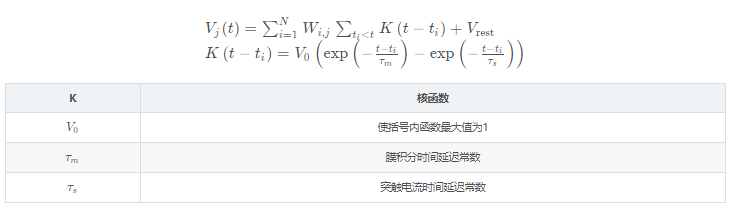 V_j(t) = ∑_{i=1}^{N} W_{i,j} ∑_{t_i<t} K(t − t_i) + V_rest
K(t − t_i) = V_0 (exp(−(t−t_i)/τ_m) − exp(−(t−t_i)/τ_s))
K 核函数
V_0 使括号内函数最大值为1
τ_m 膜积分时间延迟常数
τ_s 突触电流时间延迟常数